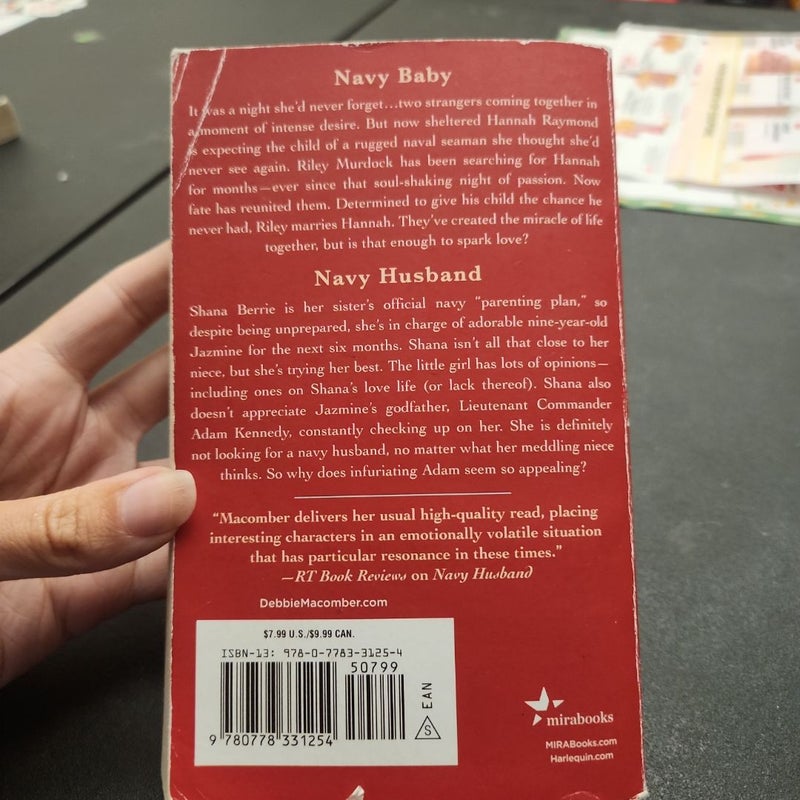 Navy Baby
It was a night she'd never forget...two strangers coming together in
a moment of intense desire. But now sheltered Hannah Raymond
is expecting the child of a rugged naval seaman she thought she'd
never see again. Riley Murdock has been searching for Hannah
for months—ever since that soul-shaking night of passion. Now
fate has reunited them. Determined to give his child the chance he
never had, Riley marries Hannah. They've created the miracle of life
together, but is that enough to spark love?
Navy Husband
Shana Berrie is her sister's official navy "parenting plan," so
despite being unprepared, she's in charge of adorable nine-year-old
Jazmine for the next six months. Shana isn't all that close to her
niece, but she's trying her best. The little girl has lots of opinions—
including ones on Shana's love life (or lack thereof). Shana also
doesn't appreciate Jazmine's godfather, Lieutenant Commander
Adam Kennedy, constantly checking up on her. She is definitely
not looking for a navy husband, no matter what her meddling niece
thinks. So why does infuriating Adam seem so appealing?
"Macomber delivers her usual high-quality read, placing
interesting characters in an emotionally volatile situation
that has particular resonance in these times."
—RT Book Reviews on Navy Husband
DebbieMacomber.com
$7.99 U.S./$9.99 CAN.
ISBN-13: 978-0-7783-3125-4
50799
EAN
S
9 780778 331254
mirabooks
MIRABooks.com
Harlequin.com